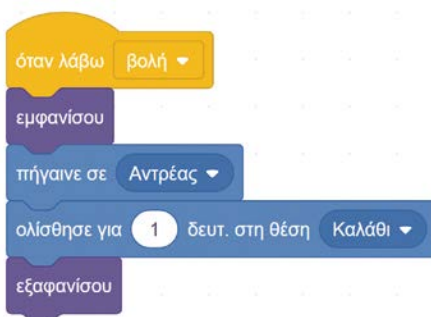 όταν λάβω βολή
εμφανίσου
πήγαινε σε Αντρέας
ολίσθησε για 1 δευτ. στη θέση Καλάθι
εξαφανίσου